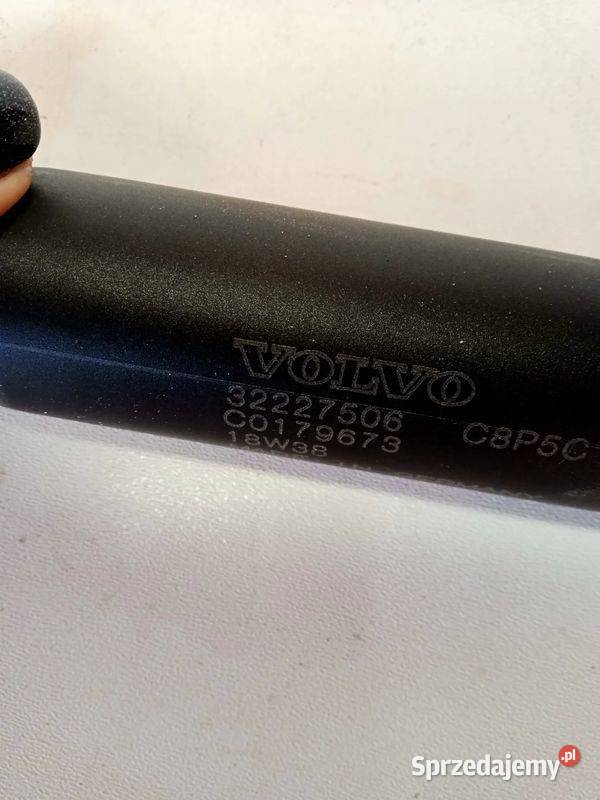 VOLVO
32227506
C0179673 C8P5C
18W38
Sprzedajemy.pl